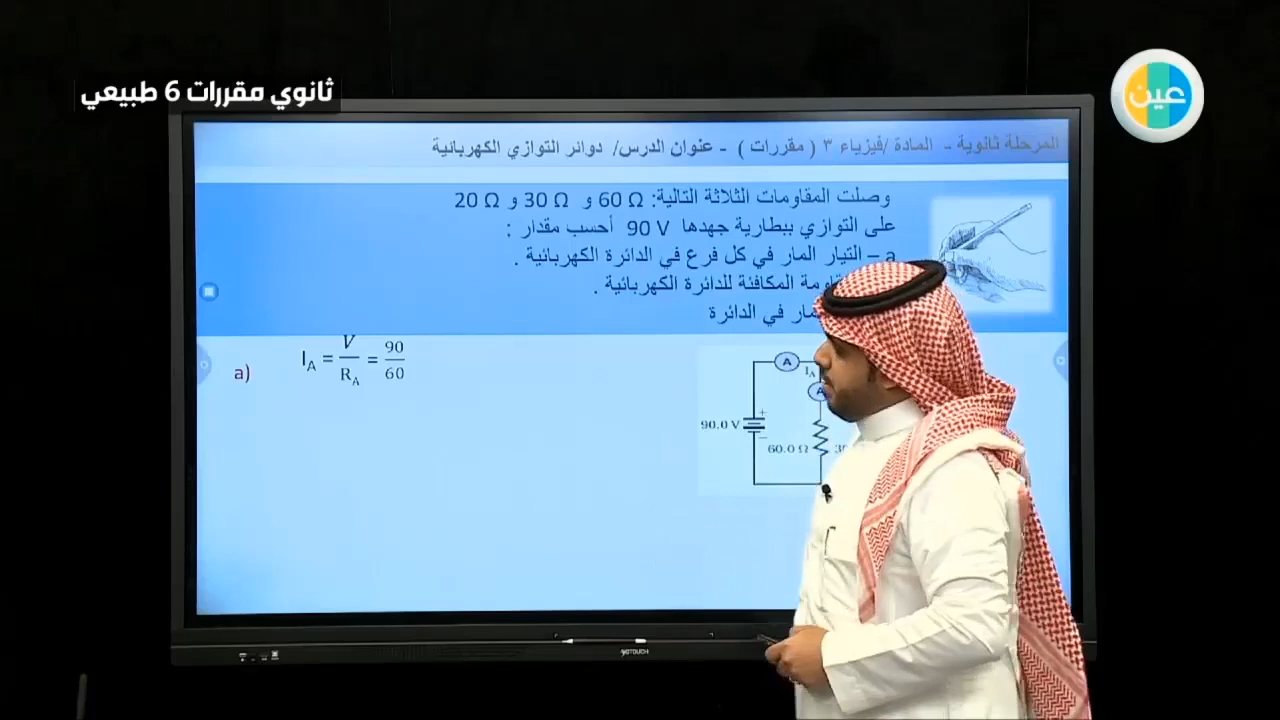 ثانوي مقررات 6 طبيعي
عين
المرحلة ثانوية - المادة /فيزياء ٣ ( مقررات ) - عنوان الدرس/ دوائر التوازي الكهربائية
وصلت المقاومات الثلاثة التالية: 60 Ω و 30 Ω و 20 Ω
على التوازي ببطارية جهدها 90 V أحسب مقدار :
a – التيار المار في كل فرع في الدائرة الكهربائية .
المكافئة للدائرة الكهربائية .
في الدائرة
a) I_A = V/R_A = 90/60
A
I_A
A
+
90.0 V
−
60.0 Ω
YOTOUCH